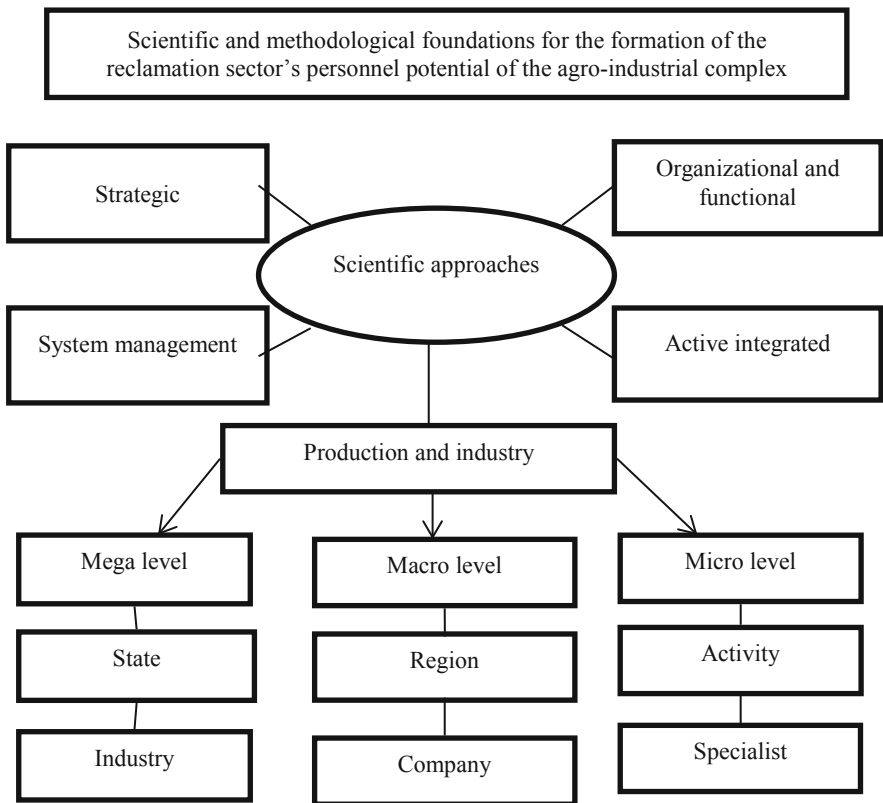 Scientific and methodological foundations for the formation of the
reclamation sector’s personnel potential of the agro-industrial complex
Strategic
Organizational and
functional
Scientific approaches
System management
Active integrated
Production and industry
Mega level
Macro level
Micro level
State
Region
Activity
Industry
Company
Specialist